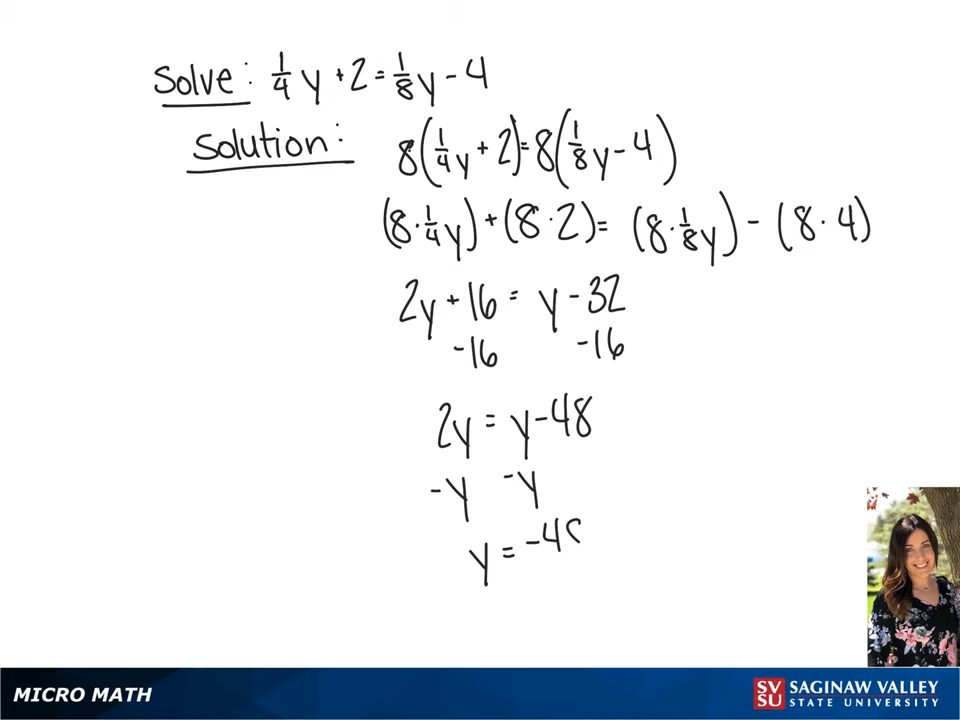 Solve: 1/4 y + 2 = 1/8 y - 4
Solution: 8(1/4 y + 2) = 8(1/8 y - 4)
(8 · 1/4 y) + (8 · 2) = (8 · 1/8 y) - (8 · 4)
2y + 16 = y - 32
-16 -16
2y = y - 48
-y -y
y = -4
MICRO MATH
SVSU SAGINAW VALLEY
STATE UNIVERSITY